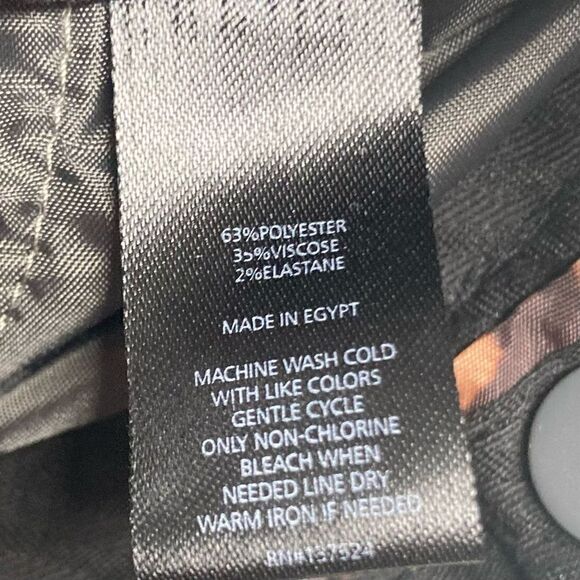 63%POLYESTER
35%VISCOSE
2%ELASTANE
MADE IN EGYPT
MACHINE WASH COLD
WITH LIKE COLORS
GENTLE CYCLE
ONLY NON-CHLORINE
BLEACH WHEN
NEEDED LINE DRY
WARM IRON IF NEEDED
RN#137524